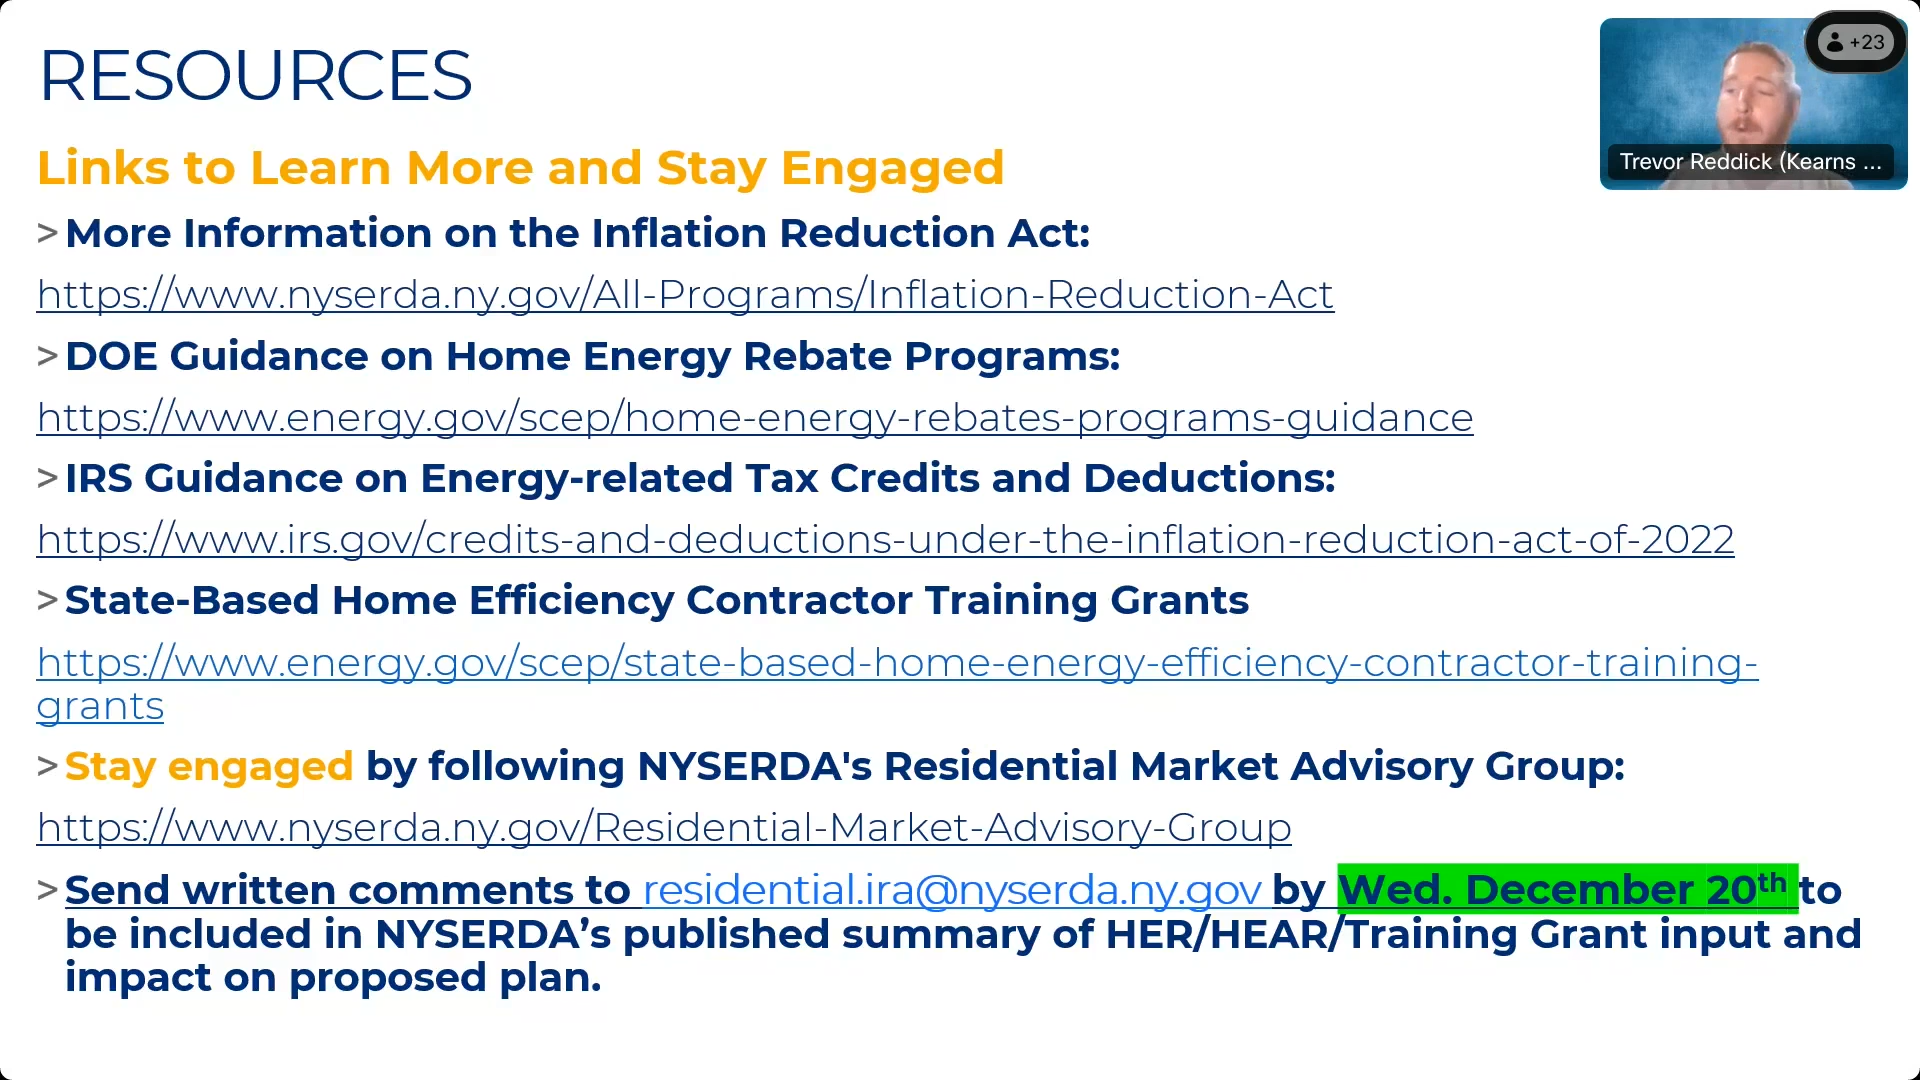 RESOURCES
+23
Trevor Reddick (Kearns ...
Links to Learn More and Stay Engaged
> More Information on the Inflation Reduction Act:
https://www.nyserda.ny.gov/All-Programs/Inflation-Reduction-Act
> DOE Guidance on Home Energy Rebate Programs:
https://www.energy.gov/scep/home-energy-rebates-programs-guidance
> IRS Guidance on Energy-related Tax Credits and Deductions:
https://www.irs.gov/credits-and-deductions-under-the-inflation-reduction-act-of-2022
> State-Based Home Efficiency Contractor Training Grants
https://www.energy.gov/scep/state-based-home-energy-efficiency-contractor-training-
grants
> Stay engaged by following NYSERDA's Residential Market Advisory Group:
https://www.nyserda.ny.gov/Residential-Market-Advisory-Group
> Send written comments to residential.ira@nyserda.ny.gov by Wed. December 20th to
be included in NYSERDA’s published summary of HER/HEAR/Training Grant input and
impact on proposed plan.